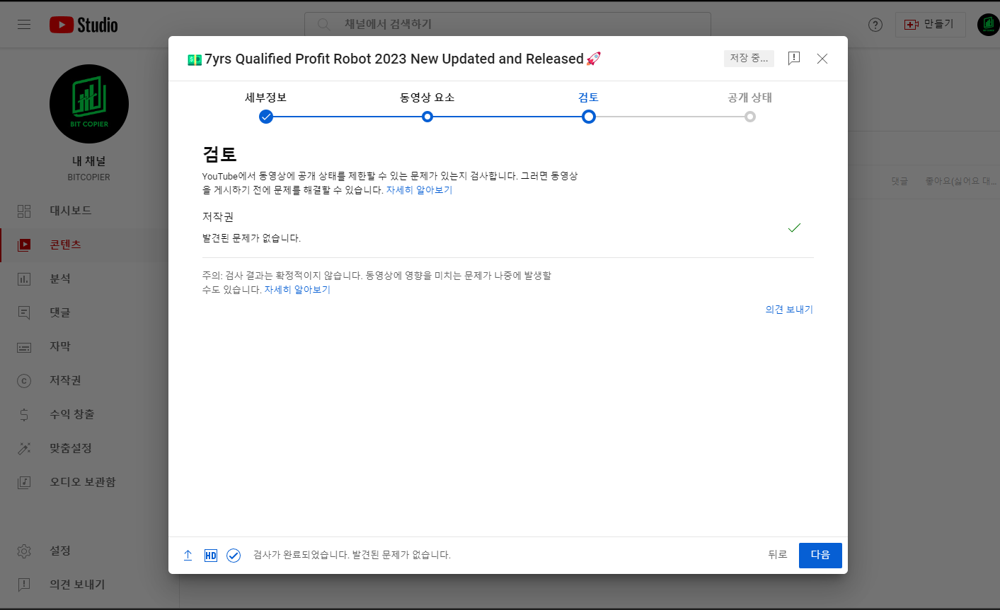 Studio
채널에서 검색하기
만들기
💵7yrs Qualified Profit Robot 2023 New Updated and Released🚀
저장 중...
세부정보
동영상 요소
검토
공개 상태
BIT COPIER
내 채널
BITCOPIER
대시보드
콘텐츠
분석
댓글
자막
저작권
수익 창출
맞춤설정
오디오 보관함
설정
의견 보내기
검토
YouTube에서 동영상에 공개 상태를 제한할 수 있는 문제가 있는지 검사합니다. 그러면 동영상
을 게시하기 전에 문제를 해결할 수 있습니다. 자세히 알아보기
저작권
발견된 문제가 없습니다.
주의: 검사 결과는 확정적이지 않습니다. 동영상에 영향을 미치는 문제가 나중에 발생할
수도 있습니다. 자세히 알아보기
의견 보내기
댓글
좋아요(싫어요 대...
HD
검사가 완료되었습니다. 발견된 문제가 없습니다.
뒤로
다음